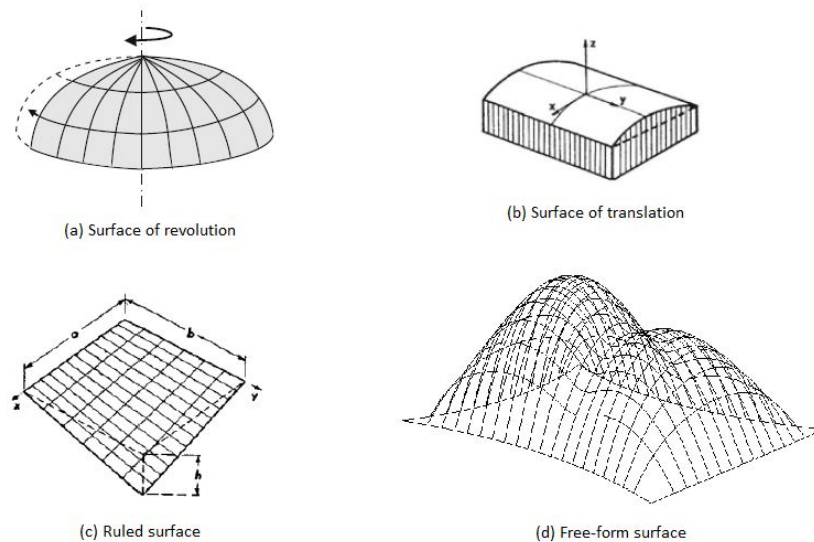 z
x
y
(a) Surface of revolution
(b) Surface of translation
a
b
x
y
h
(c) Ruled surface
(d) Free-form surface